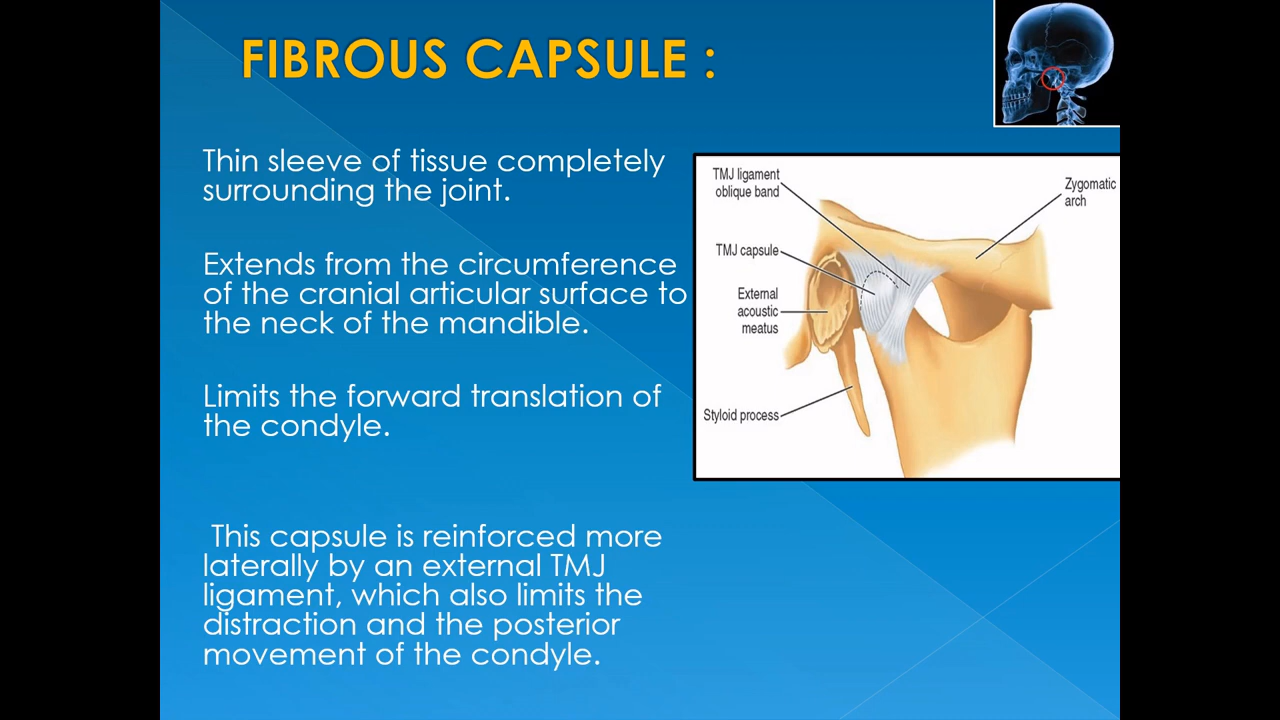 FIBROUS CAPSULE :
Thin sleeve of tissue completely
surrounding the joint.
Extends from the circumference
of the cranial articular surface to
the neck of the mandible.
Limits the forward translation of
the condyle.
This capsule is reinforced more
laterally by an external TMJ
ligament, which also limits the
distraction and the posterior
movement of the condyle.
TMJ ligament
oblique band
Zygomatic
arch
TMJ capsule
External
acoustic
meatus
Styloid process